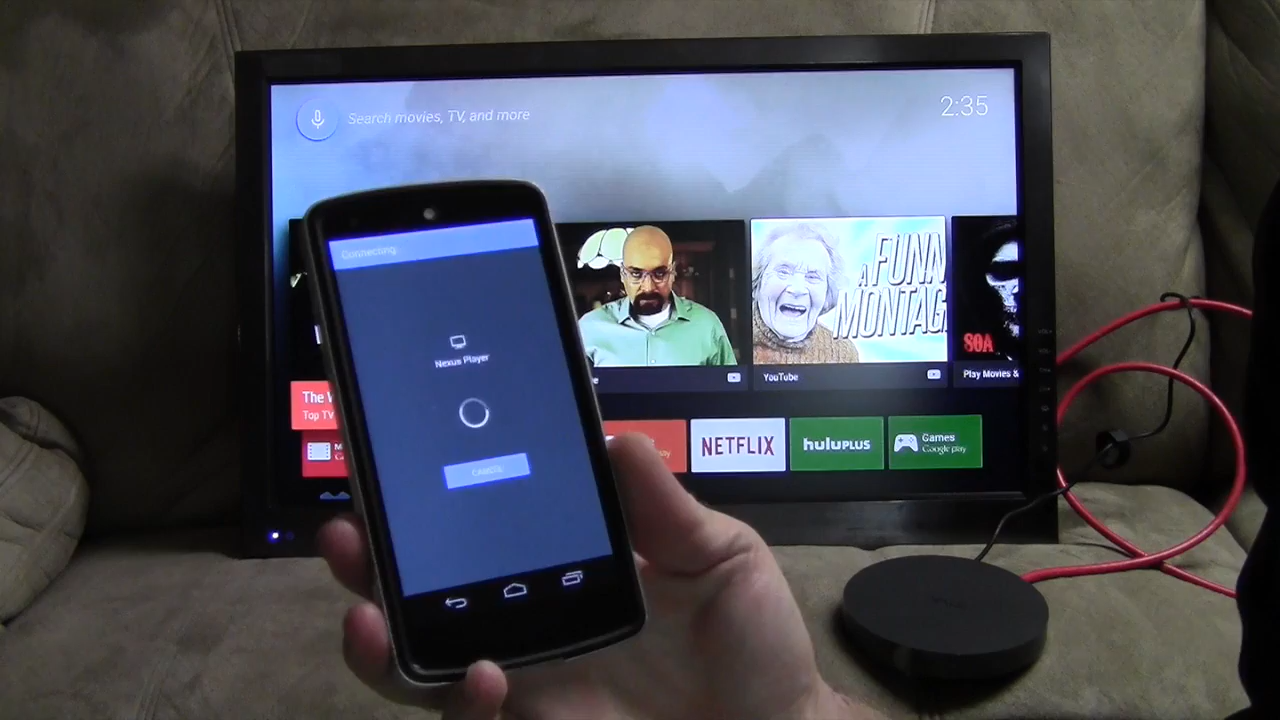 Search movies, TV, and more
2:35
Connecting...
Nexus Player
CANCEL
A FUNN
MONTAG
SOA
YouTube
Play Movies &
The W
Top TV
NETFLIX
huluPLUS
Games
Google play